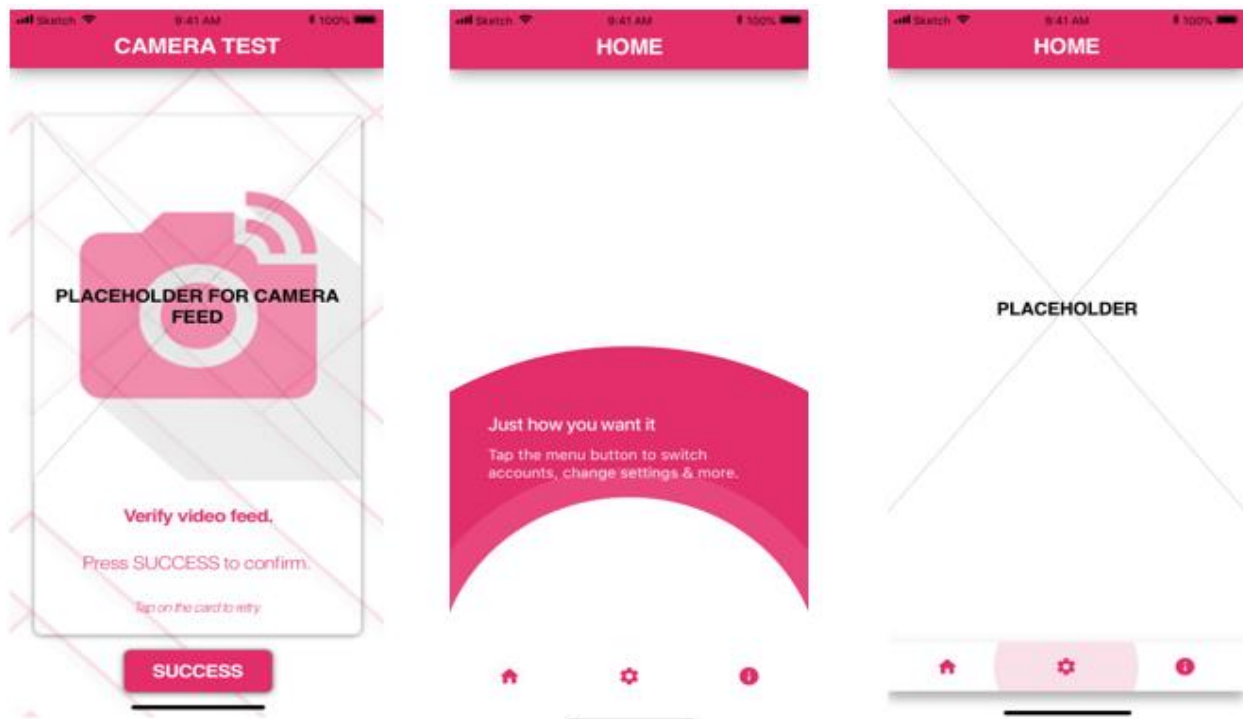 Sketch 9:41 AM 100%
CAMERA TEST
PLACEHOLDER FOR CAMERA
FEED
Verify video feed.
Press SUCCESS to confirm.
Tap on the card to retry
SUCCESS
Sketch 9:41 AM 100%
HOME
Just how you want it
Tap the menu button to switch
accounts, change settings & more.
Sketch 9:41 AM 100%
HOME
PLACEHOLDER